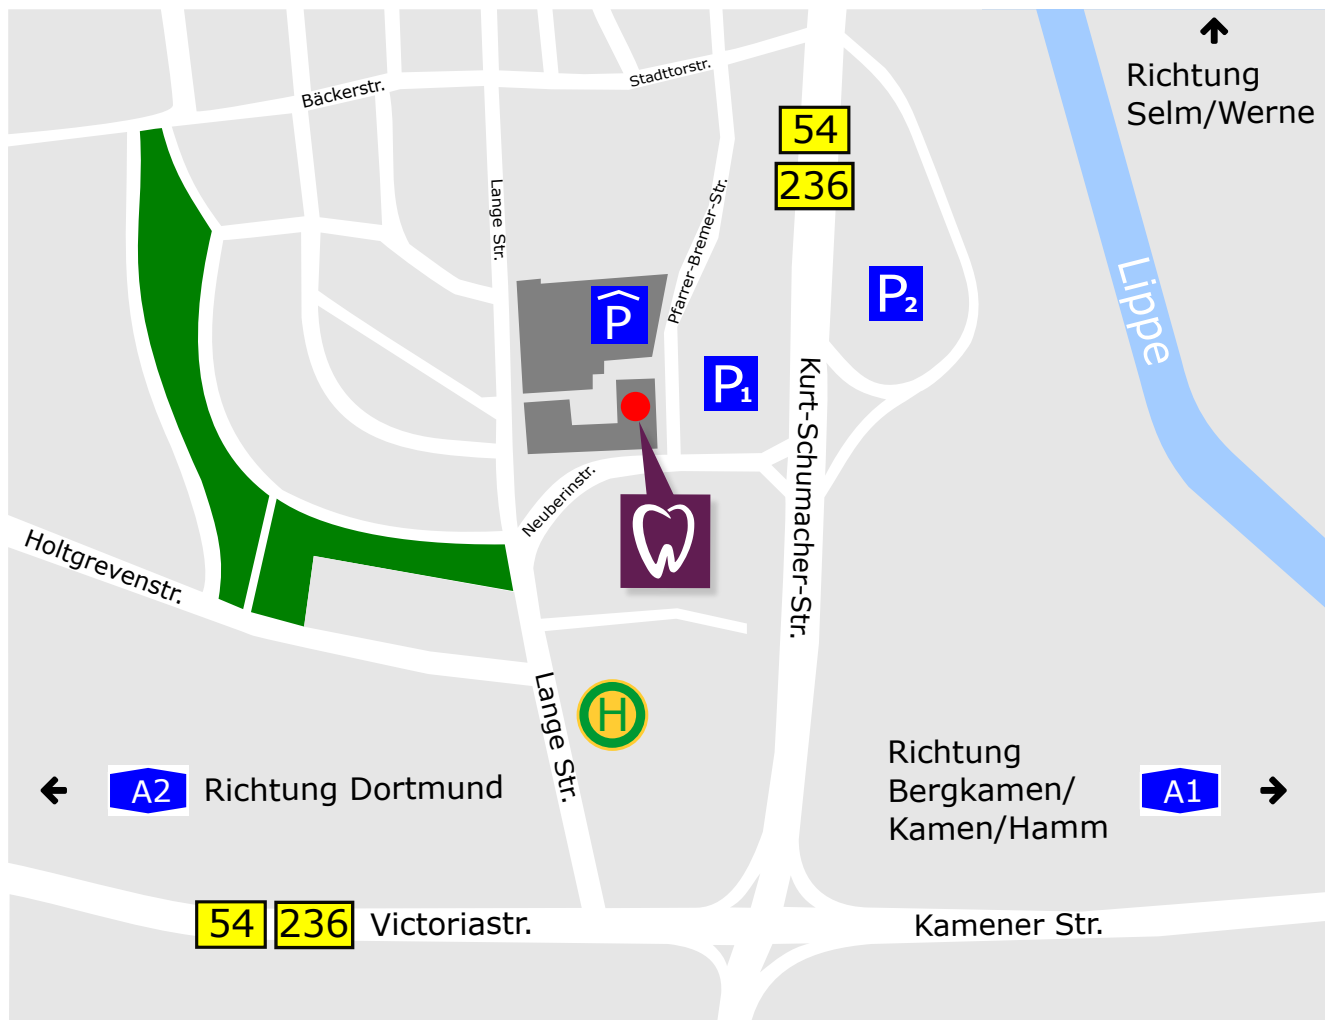 Richtung
Selm/Werne
Stadttorstr.
Bäckerstr.
54
236
Lange Str.
Pfarrer-Bremer-Str.
P
P2
Lippe
P1
Kurt-Schumacher-Str.
Neuberinstr.
Holtgrevenstr.
H
Lange Str.
A2 Richtung Dortmund
Richtung
Bergkamen/
Kamen/Hamm
A1
54 236 Victoriastr.
Kamener Str.